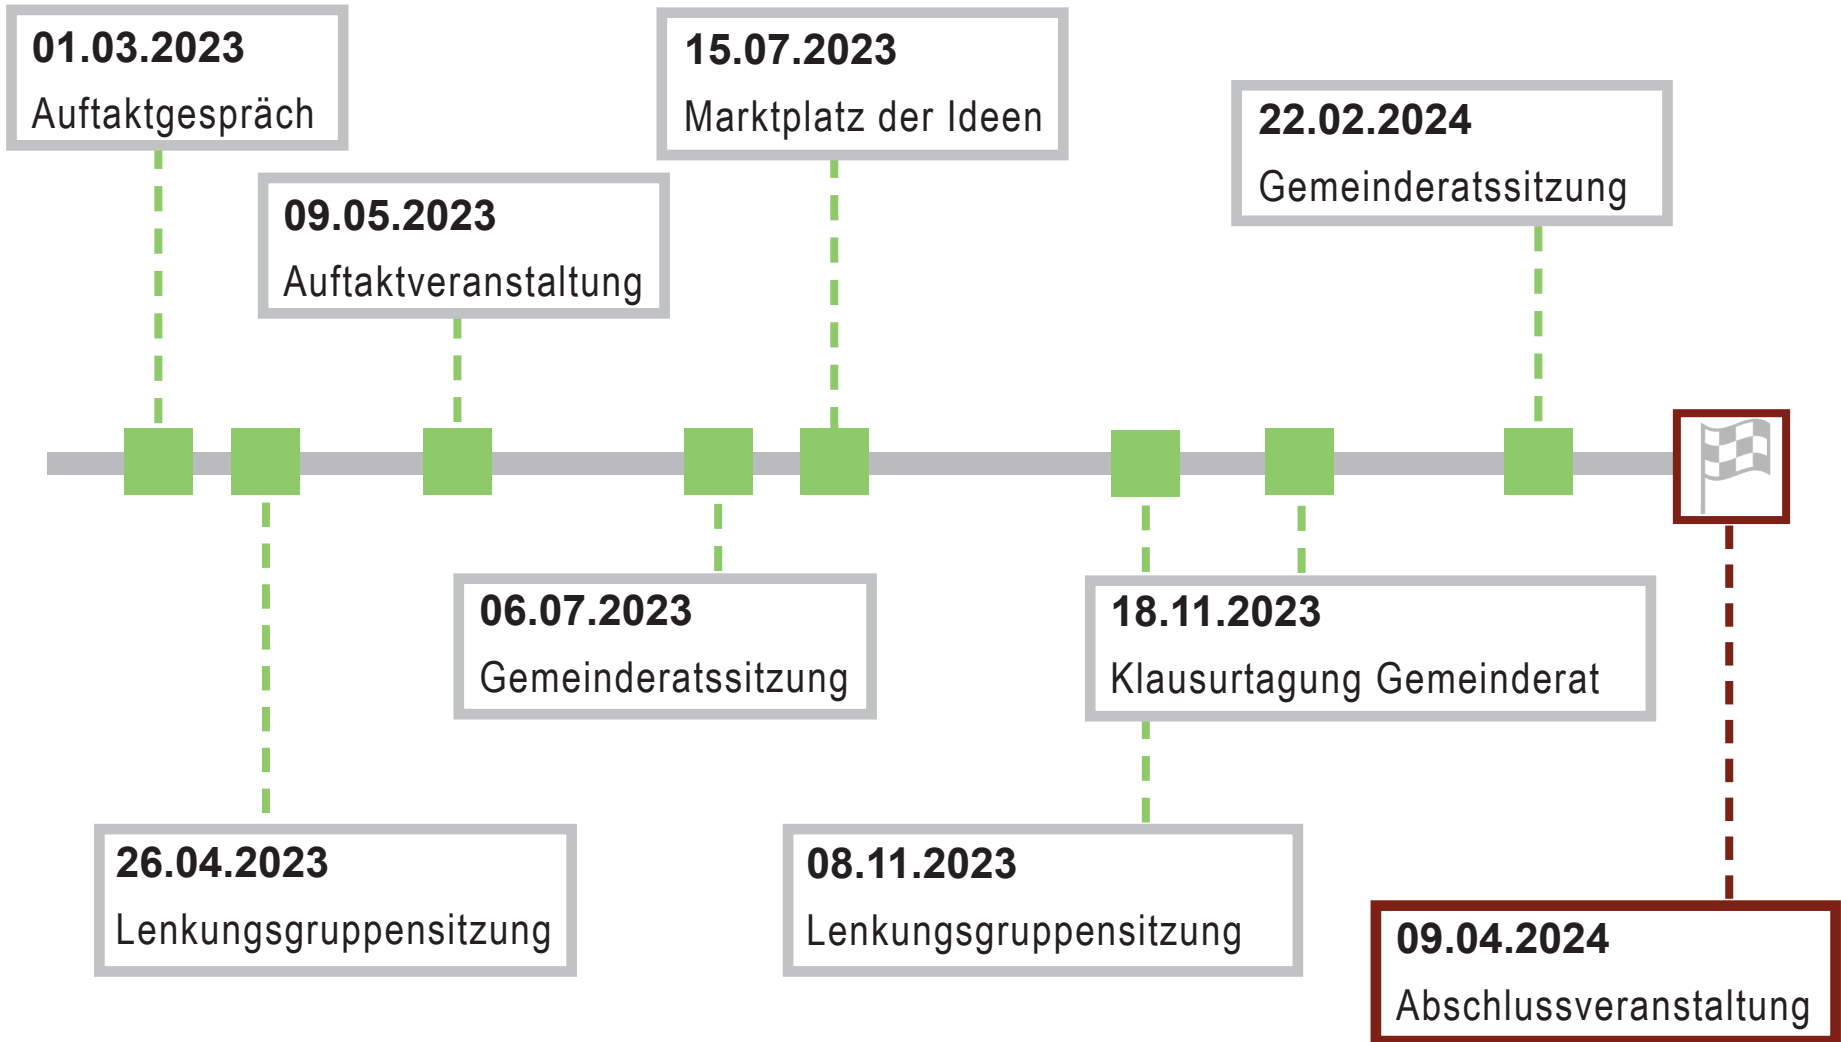 01.03.2023
Auftaktgespräch
15.07.2023
Marktplatz der Ideen
22.02.2024
Gemeinderatssitzung
09.05.2023
Auftaktveranstaltung
06.07.2023
Gemeinderatssitzung
18.11.2023
Klausurtagung Gemeinderat
26.04.2023
Lenkungsgruppensitzung
08.11.2023
Lenkungsgruppensitzung
09.04.2024
Abschlussveranstaltung